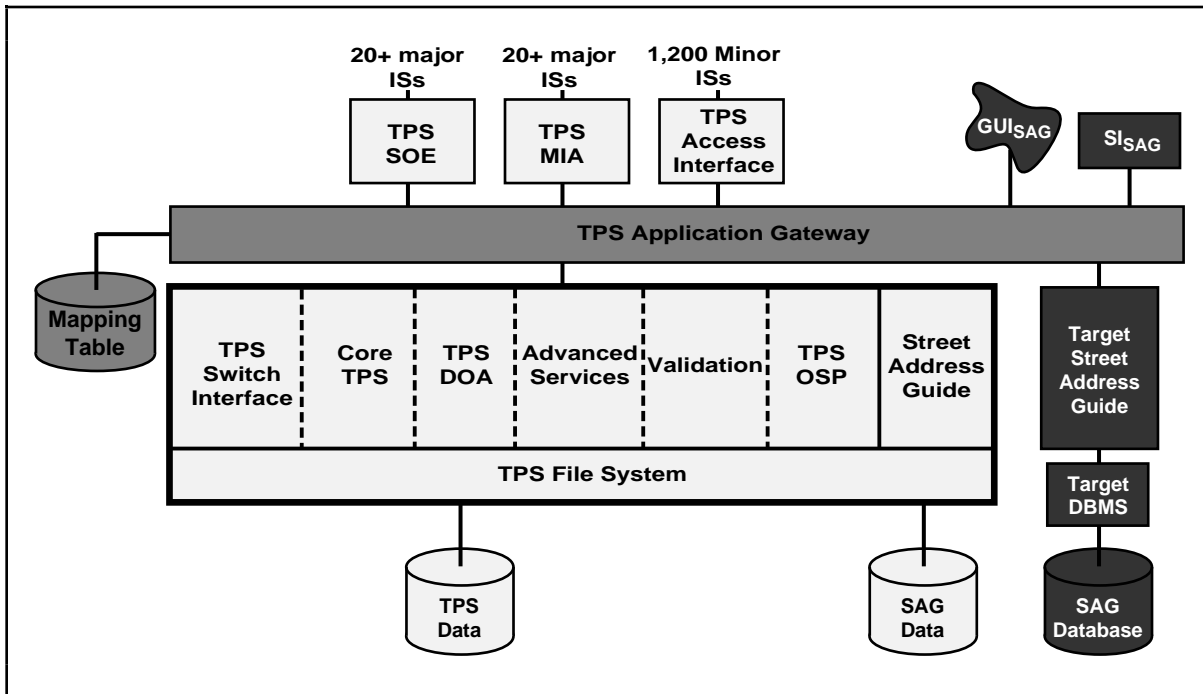 20+ major
ISs
20+ major
ISs
1,200 Minor
ISs
TPS
SOE
TPS
MIA
TPS
Access
Interface
GUISAG
SISAG
TPS Application Gateway
Mapping
Table
TPS
Switch
Interface
Core
TPS
TPS
DOA
Advanced
Services
Validation
TPS
OSP
Street
Address
Guide
Target
Street
Address
Guide
TPS File System
Target
DBMS
TPS
Data
SAG
Data
SAG
Database